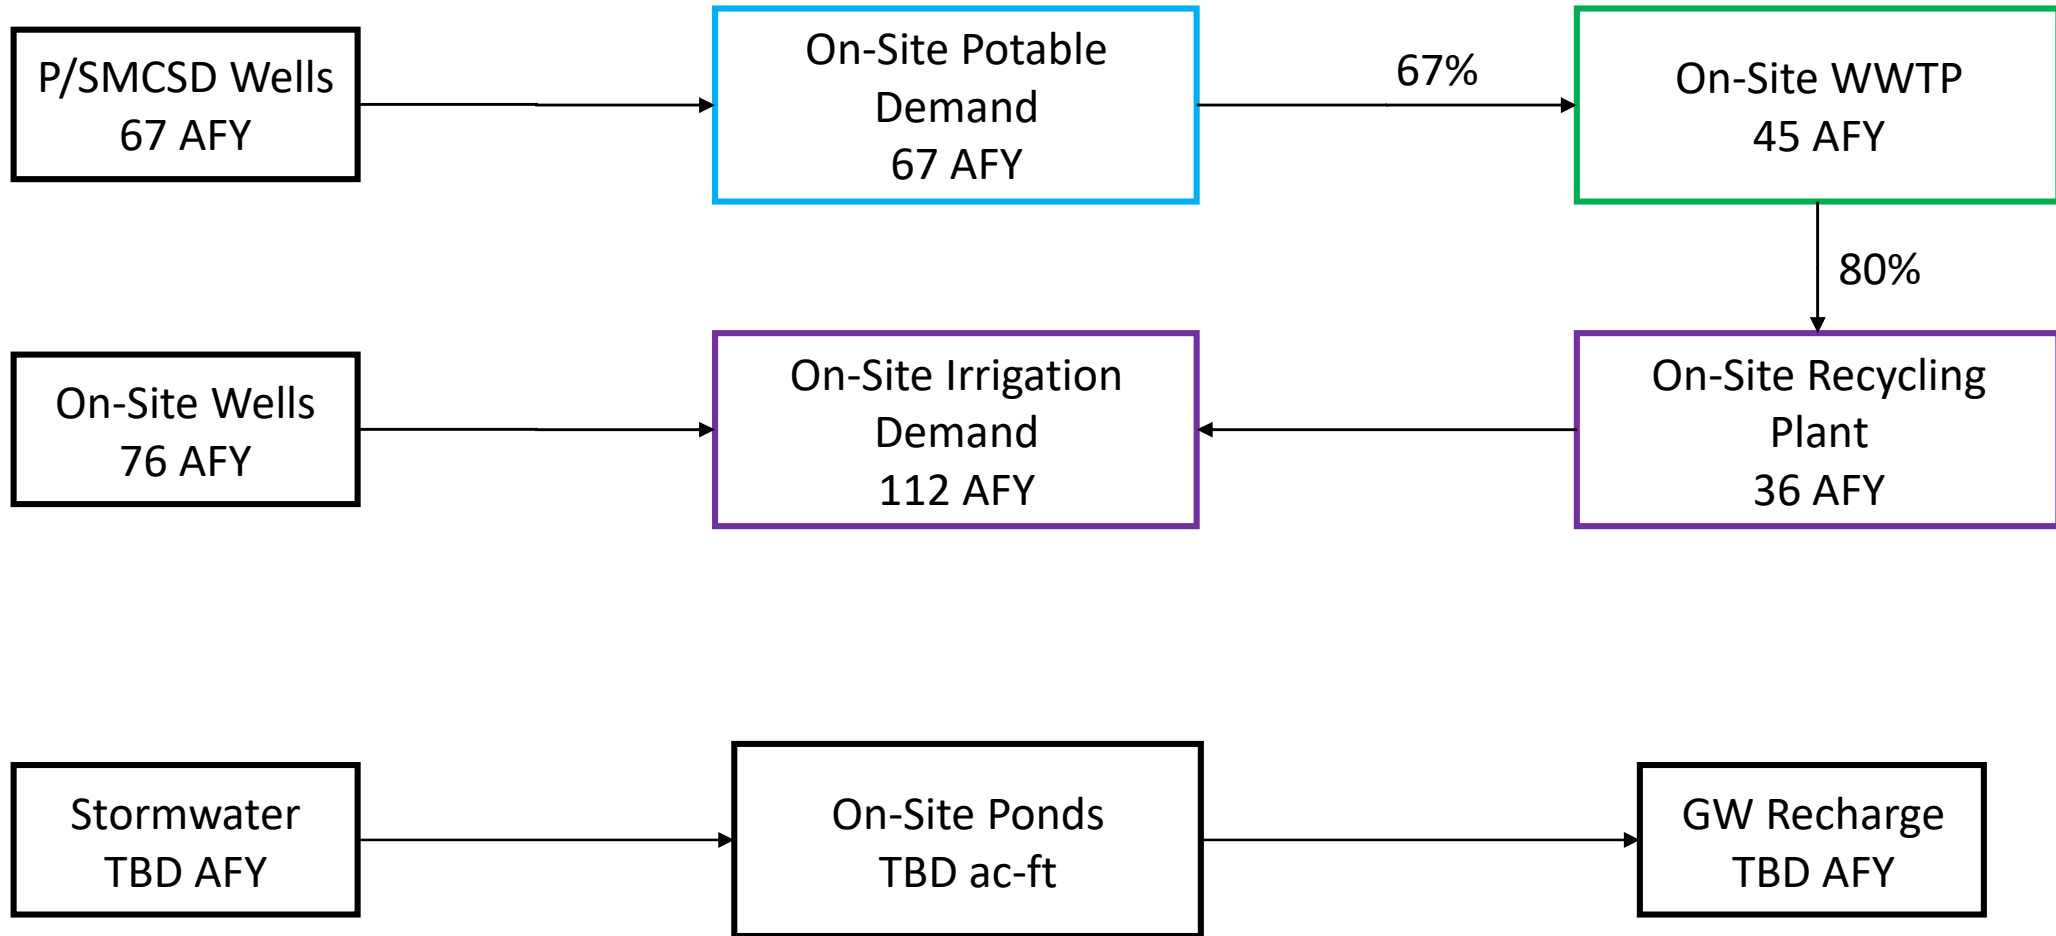 P/SMCSD Wells
67 AFY
On-Site Potable
Demand
67 AFY
67%
On-Site WWTP
45 AFY
80%
On-Site Wells
76 AFY
On-Site Irrigation
Demand
112 AFY
On-Site Recycling
Plant
36 AFY
Stormwater
TBD AFY
On-Site Ponds
TBD ac-ft
GW Recharge
TBD AFY